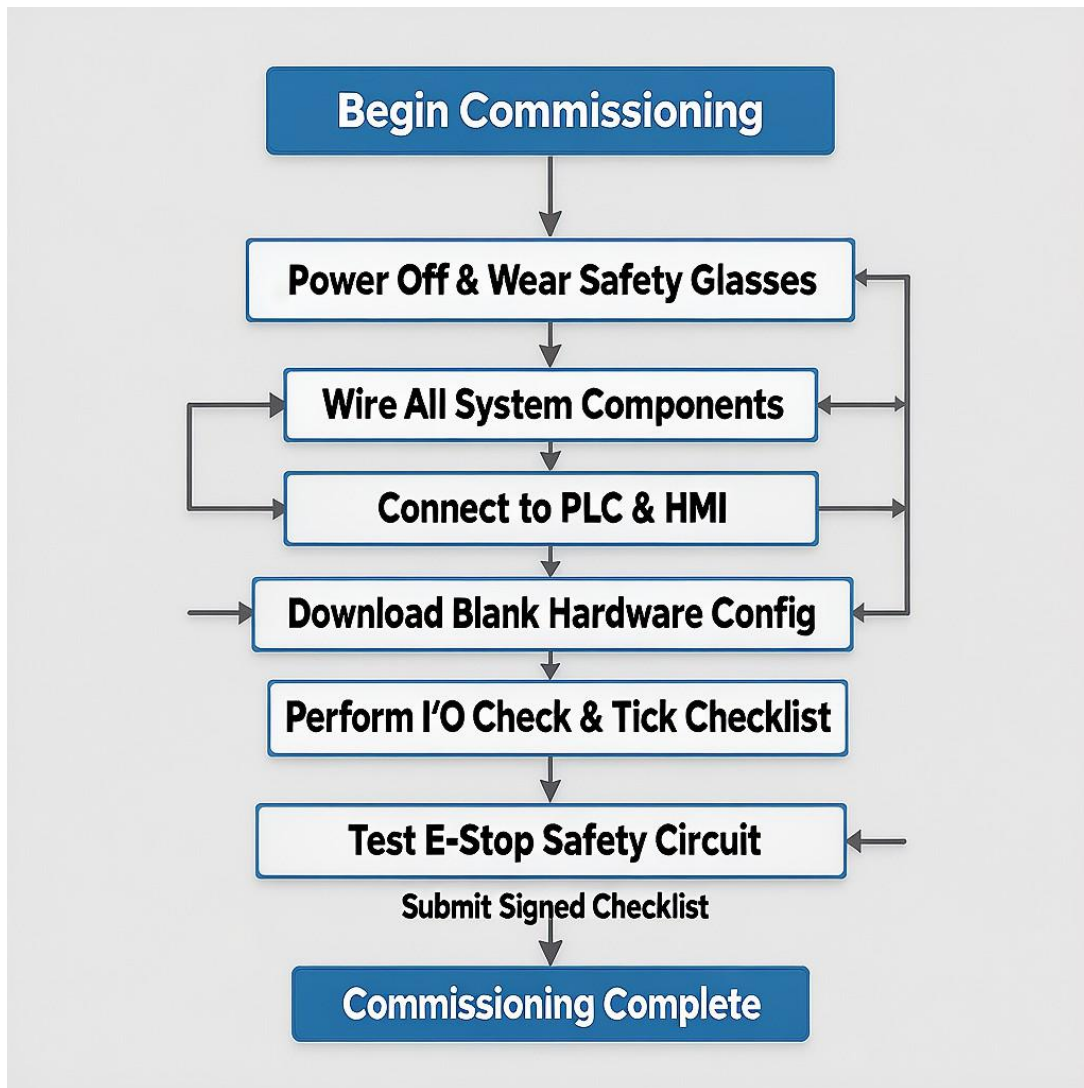 Begin Commissioning
Power Off & Wear Safety Glasses
Wire All System Components
Connect to PLC & HMI
Download Blank Hardware Config
Perform I'O Check & Tick Checklist
Test E-Stop Safety Circuit
Submit Signed Checklist
Commissioning Complete